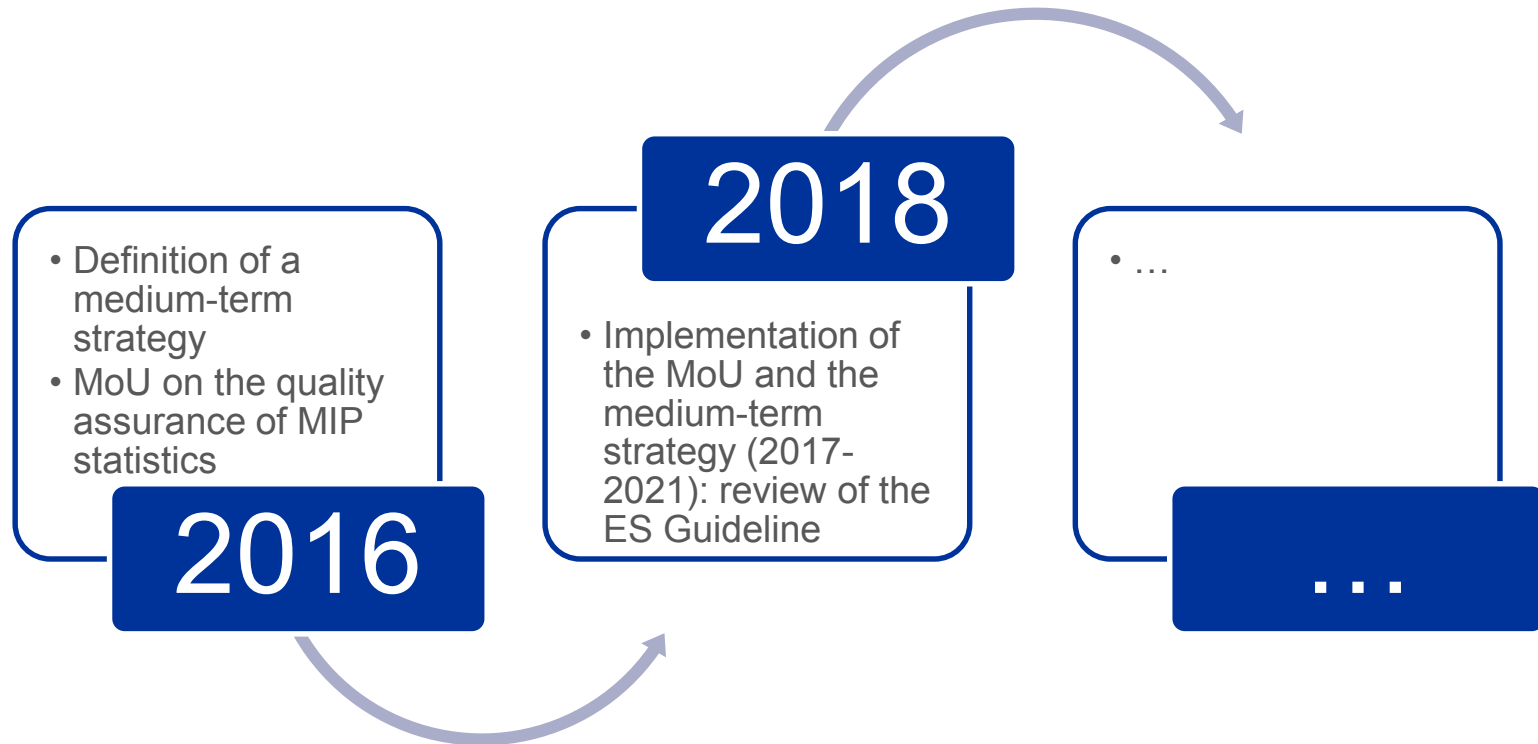 • Definition of a
medium-term
strategy
• MoU on the quality
assurance of MIP
statistics
2016
2018
• Implementation of
the MoU and the
medium-term
strategy (2017-
2021): review of the
ES Guideline
• …
…